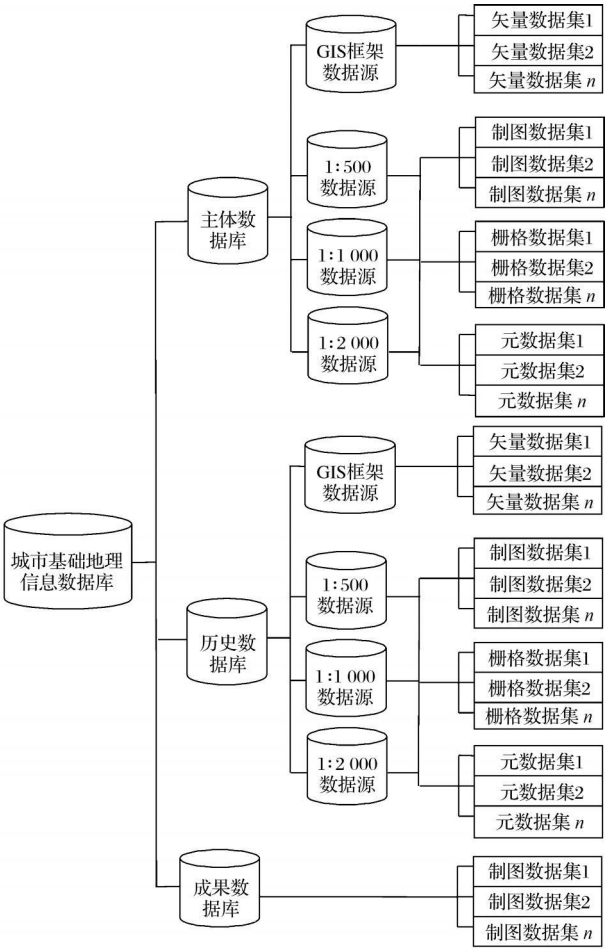 城市基础地理
信息数据库
主体数
据库
GIS框架
数据源
矢量数据集1
矢量数据集2
矢量数据集n
1:500
数据源
1:1 000
数据源
1:2 000
数据源
制图数据集1
制图数据集2
制图数据集n
栅格数据集1
栅格数据集2
栅格数据集n
元数据集1
元数据集2
元数据集n
历史数
据库
GIS框架
数据源
矢量数据集1
矢量数据集2
矢量数据集n
1:500
数据源
1:1 000
数据源
1:2 000
数据源
制图数据集1
制图数据集2
制图数据集n
栅格数据集1
栅格数据集2
栅格数据集n
元数据集1
元数据集2
元数据集n
成果数
据库
制图数据集1
制图数据集2
制图数据集n